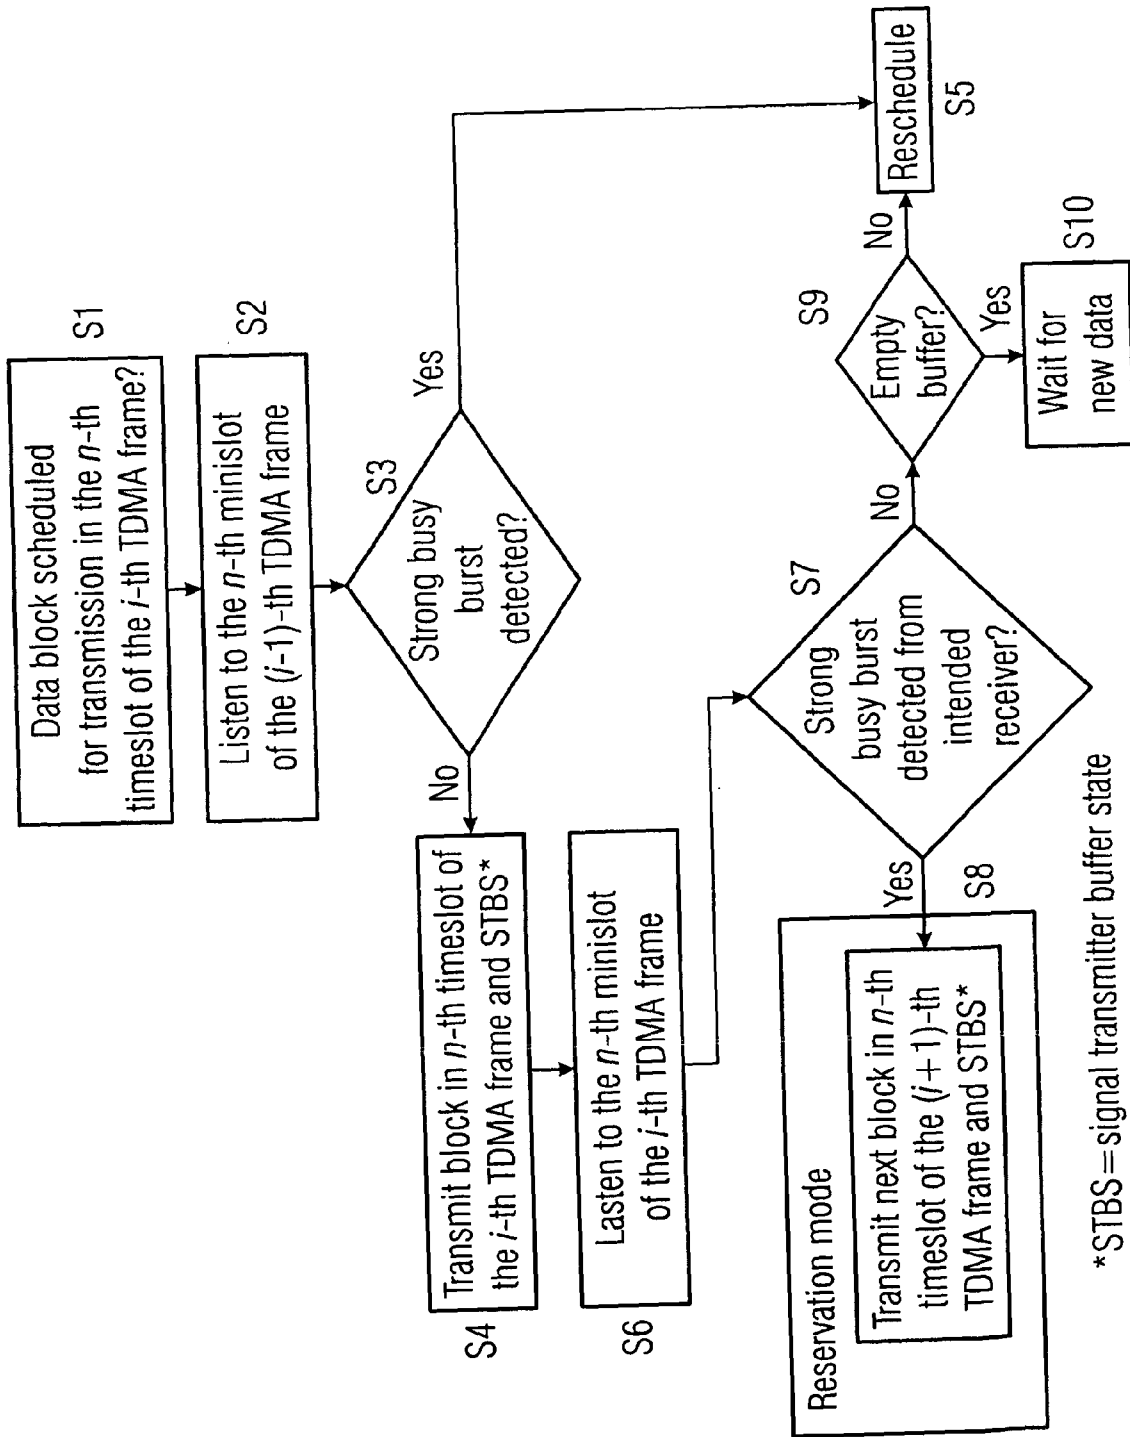 Data block scheduled
for transmission in the n-th
timeslot of the i-th TDMA frame?
S1
Listen to the n-th minislot
of the (i-1)-th TDMA frame
S2
Strong busy
burst
detected?
S3
Yes
No
Transmit block in n-th timeslot of
the i-th TDMA frame and STBS*
S4
Lasten to the n-th minislot
of the i-th TDMA frame
S6
Strong
busy burst
detected from
intended
receiver?
S7
Yes
No
Reservation mode
S8
Transmit next block in n-th
timeslot of the (i+1)-th
TDMA frame and STBS*
Empty
buffer?
S9
No
Yes
Reschedule
S5
Wait for
new data
S10
*STBS=signal transmitter buffer state